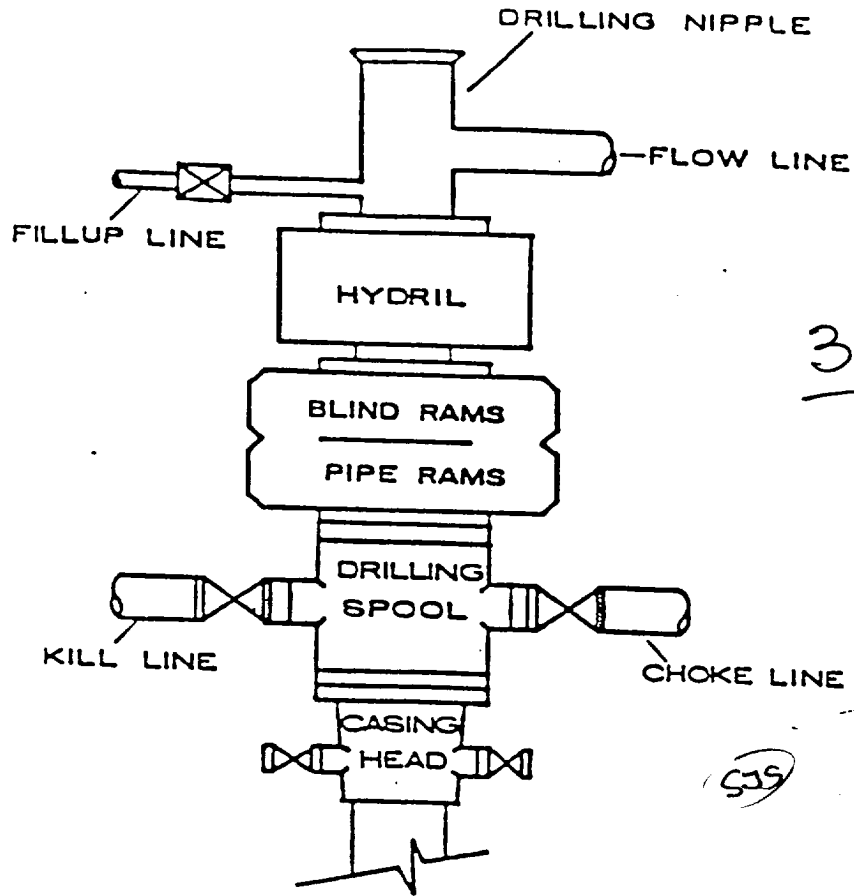 DRILLING NIPPLE
FLOW LINE
FILLUP LINE
HYDRIL
3
BLIND RAMS
PIPE RAMS
DRILLING
SPOOL
KILL LINE
CHOKE LINE
CASING
HEAD
SJS